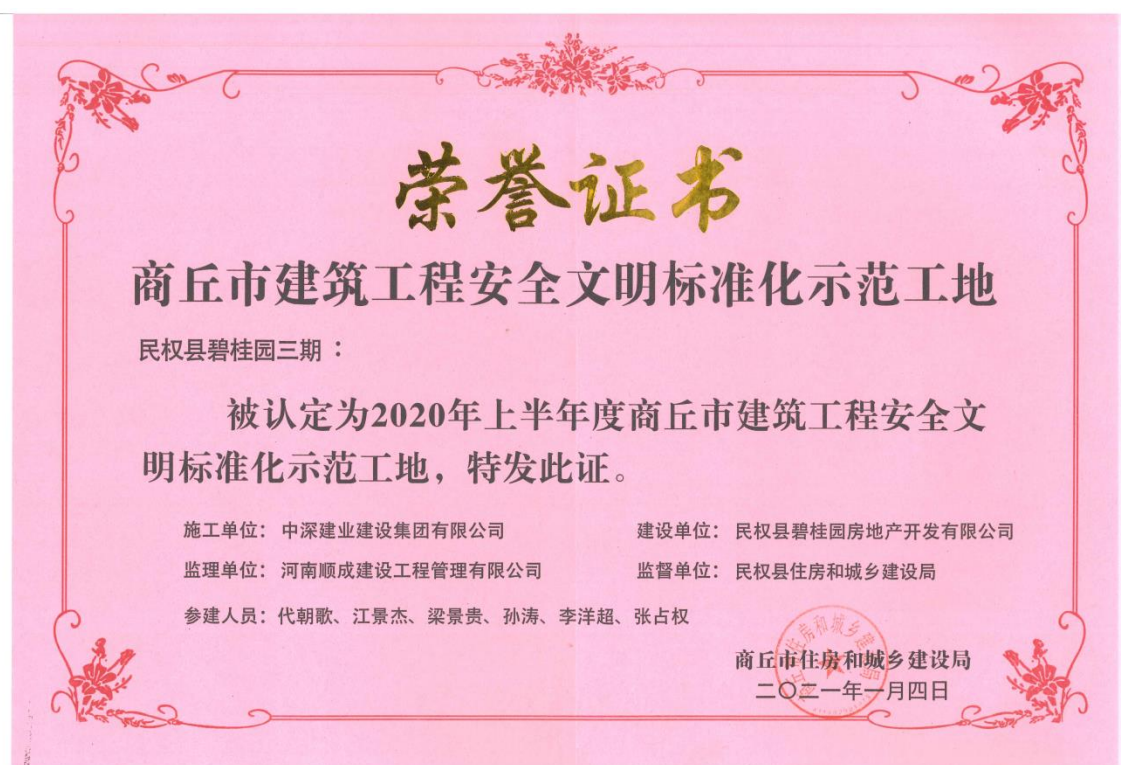 荣誉证书
商丘市建筑工程安全文明标准化示范工地
民权县碧桂园三期：
被认定为2020年上半年度商丘市建筑工程安全文
明标准化示范工地，特发此证。
施工单位：中深建业建设集团有限公司 建设单位：民权县碧桂园房地产开发有限公司
监理单位：河南顺成建设工程管理有限公司 监督单位：民权县住房和城乡建设局
参建人员：代朝歌、江景杰、梁景贵、孙涛、李洋超、张占权
商丘市住房和城乡建设局
二〇二一年一月四日